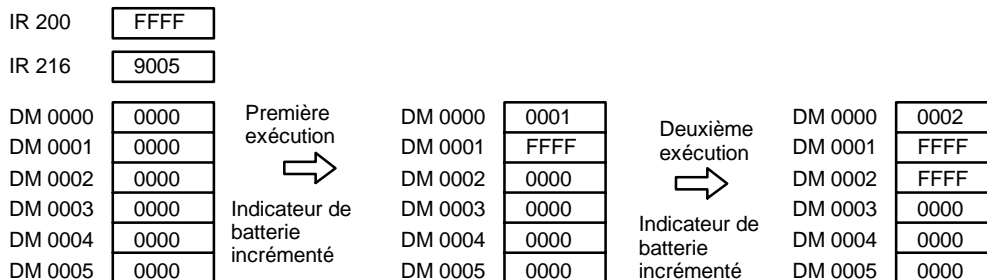 IR 200 FFFF
IR 216 9005
DM 0000 0000
DM 0001 0000
DM 0002 0000
DM 0003 0000
DM 0004 0000
DM 0005 0000
Première
exécution
Indicateur de
batterie
incrémenté
DM 0000 0001
DM 0001 FFFF
DM 0002 0000
DM 0003 0000
DM 0004 0000
DM 0005 0000
Deuxième
exécution
Indicateur de
batterie
incrémenté
DM 0000 0002
DM 0001 FFFF
DM 0002 FFFF
DM 0003 0000
DM 0004 0000
DM 0005 0000